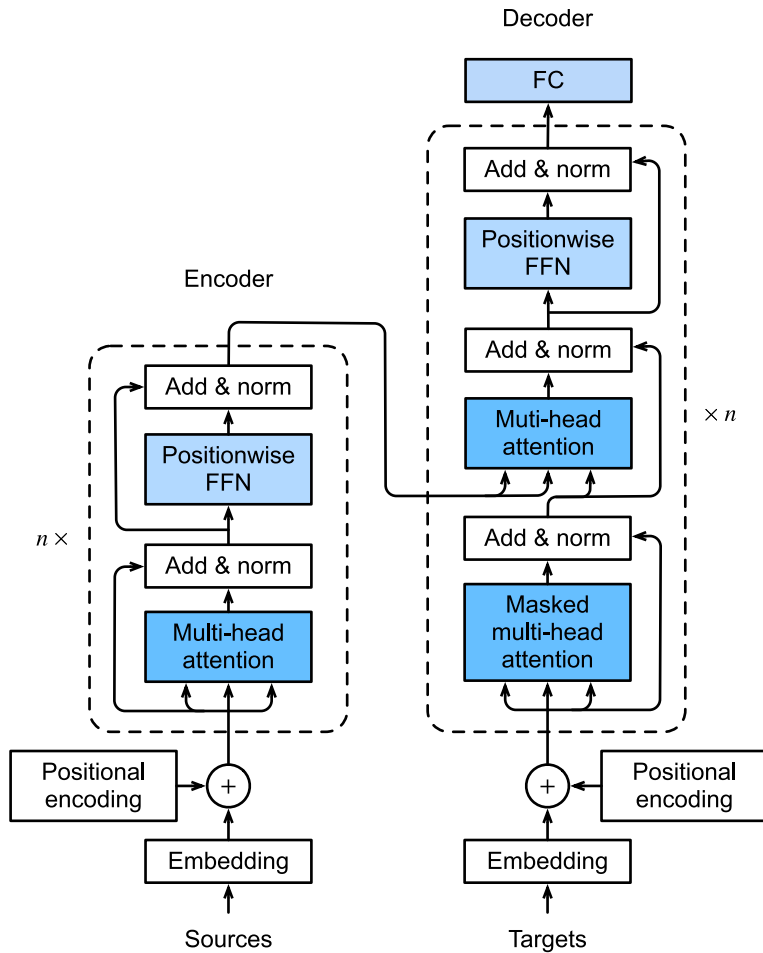 Decoder
FC
Add & norm
Positionwise
FFN
Add & norm
Muti-head
attention
× n
Add & norm
Masked
multi-head
attention
Positional
encoding
+
Embedding
Targets
Encoder
Add & norm
Positionwise
FFN
n ×
Add & norm
Multi-head
attention
Positional
encoding
+
Embedding
Sources